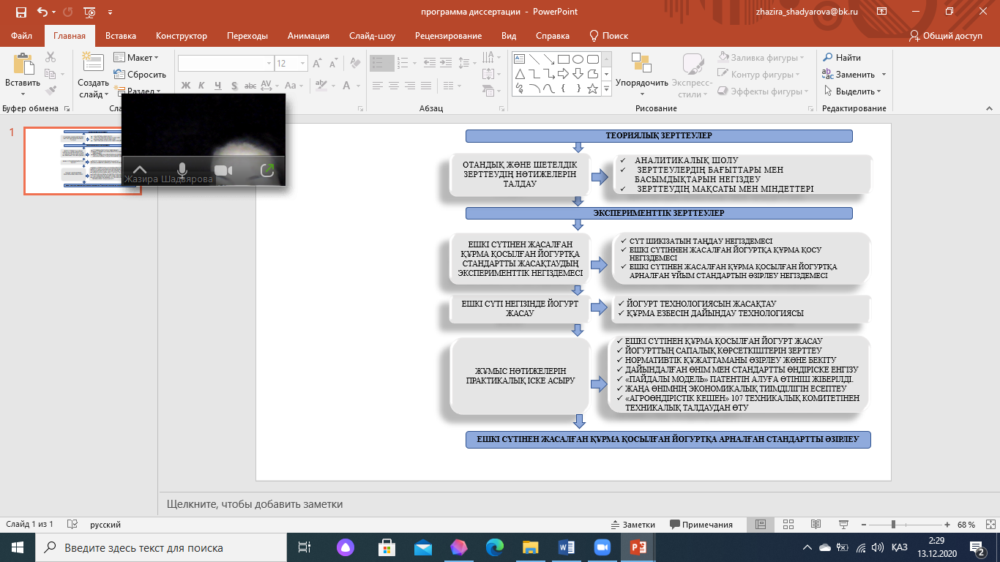 программа диссертации - PowerPoint
zhazira_shadyarova@bk.ru
Файл Главная Вставка Конструктор Переходы Анимация Слайд-шоу Рецензирование Вид Справка Поиск Общий доступ
Вставить
Создать слайд
Макет
Сбросить
Раздел
12
Ж К Ч S abc AV Aa A
Упорядочить
Экспресс-стили
Заливка фигуры
Контур фигуры
Эффекты фигуры
Найти
Заменить
Выделить
Буфер обмена
Абзац
Рисование
Редактирование
Жазира Шадьярова
1
ТЕОРИЯЛЫҚ ЗЕРТТЕУЛЕР
ОТАНДЫҚ ЖӘНЕ ШЕТЕЛДІК
ЗЕРТТЕУДІҢ НӘТИЖЕЛЕРІН
ТАЛДАУ
✓ АНАЛИТИКАЛЫҚ ШОЛУ
✓ ЗЕРТТЕУЛЕРДІҢ БАҒЫТТАРЫ МЕН
БАСЫМДЫҚТАРЫН НЕГІЗДЕУ
✓ ЗЕРТТЕУДІҢ МАҚСАТЫ МЕН МІНДЕТТЕРІ
ЭКСПЕРИМЕНТТІК ЗЕРТТЕУЛЕР
ЕШКІ СҮТІНЕН ЖАСАЛҒАН
ҚҰРМА ҚОСЫЛҒАН ЙОГУРТҚА
СТАНДАРТТЫ ЖАСАҚТАУДЫҢ
ЭКСПЕРИМЕНТТІК НЕГІЗДЕМЕСІ
✓ СҮТ ШИКІЗАТЫН ТАҢДАУ НЕГІЗДЕМЕСІ
✓ ЕШКІ СҮТІННЕН ЖАСАЛҒАН ЙОГУРТҚА ҚҰРМА ҚОСУ
НЕГІЗДЕМЕСІ
✓ ЕШКІ СҮТІНЕН ЖАСАЛҒАН ҚҰРМА ҚОСЫЛҒАН ЙОГУРТҚА
АРНАЛҒАН ҰЙЫМ СТАНДАРТЫН ӘЗІРЛЕУ НЕГІЗДЕМЕСІ
ЕШКІ СҮТІ НЕГІЗІНДЕ ЙОГУРТ
ЖАСАУ
✓ ЙОГУРТ ТЕХНОЛОГИЯСЫН ЖАСАҚТАУ
✓ ҚҰРМА ЕЗБЕСІН ДАЙЫНДАУ ТЕХНОЛОГИЯСЫ
ЖҰМЫС НӘТИЖЕЛЕРІН
ПРАКТИКАЛЫҚ ІСКЕ АСЫРУ
✓ ЕШКІ СҮТІНЕН ҚҰРМА ҚОСЫЛҒАН ЙОГУРТ ЖАСАУ
✓ ЙОГУРТТЫҢ САПАЛЫҚ КӨРСЕТКІШТЕРІН ЗЕРТТЕУ
✓ НОРМАТИВТІК ҚҰЖАТТАМАНЫ ӘЗІРЛЕУ ЖӘНЕ БЕКІТУ
✓ ДАЙЫНДАЛҒАН ӨНІМ МЕН СТАНДАРТТЫ ӨНДІРІСКЕ ЕНГІЗУ
✓ «ПАЙДАЛЫ МОДЕЛЬ» ПАТЕНТІН АЛУҒА ӨТІНІШ ЖІБЕРІЛДІ.
✓ ЖАҢА ӨНІМНІҢ ЭКОНОМИКАЛЫҚ ТИІМДІЛІГІН ЕСЕПТЕУ
✓ «АГРОӨНДІРІСТІК КЕШЕН» 107 ТЕХНИКАЛЫҚ КОМИТЕТІНЕН
ТЕХНИКАЛЫҚ ТАЛДАУДАН ӨТУ
ЕШКІ СҮТІНЕН ЖАСАЛҒАН ҚҰРМА ҚОСЫЛҒАН ЙОГУРТҚА АРНАЛҒАН СТАНДАРТТЫ ӘЗІРЛЕУ
Щелкните, чтобы добавить заметки
Слайд 1 из 1 русский Заметки Примечания 68 %
Введите здесь текст для поиска
ҚАЗ
2:29
13.12.2020
2